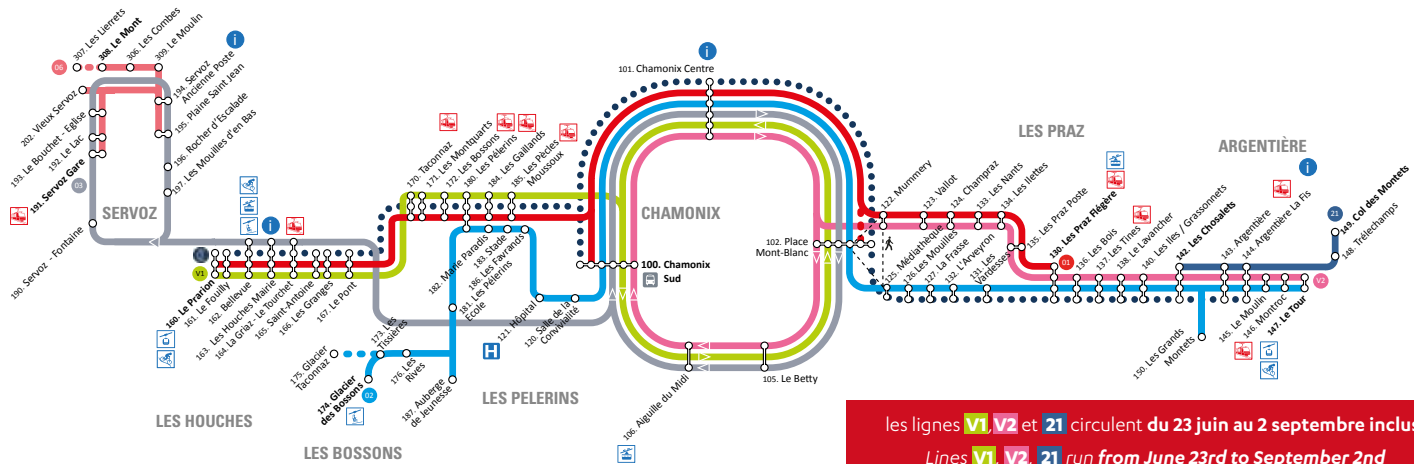 307. Les Lierrets
308. Le Mont
306. Les Combes
309. Le Moulin
194. Servoz
Ancienne Poste
195. Plaine Saint Jean
196. Rocher d'Escalade
197. Les Mouilles d'en Bas
06
202. Vieux Servoz
193. Le Bouchet - Eglise
192. Le Lac
191. Servoz Gare
03
190. Servoz - Fontaine
SERVOZ
V1
160. Le Prarion
161. Le Fouilly
162. Bellevue
163. Les Houches Mairie
164. La Griaz - Le Tournet
165. Saint-Antoine
166. Les Granges
167. Le Pont
LES HOUCHES
170. Taconnaz
171. Les Montquarts
172. Les Bossons
180. Les Pélerins
184. Les Gaillands
185. Les Pècles
Moussoux
182. Marie Paradis
183. Stade
186. Les Favrands
181. Les Pèlerins
Ecole
121. Hôpital
120. Salle de la
Convivialité
H
173. Les
Tissières
175. Glacier
Taconnaz
174. Glacier
des Bossons
02
176. Les
Rives
187. Auberge
de Jeunesse
LES PELERINS
LES BOSSONS
101. Chamonix Centre
CHAMONIX
100. Chamonix
Sud
102. Place
Mont-Blanc
106. Aiguille du Midi
105. Le Betty
LES PRAZ
122. Mummery
123. Vallot
124. Champraz
133. Les Nants
134. Les Ilettes
135. Les Praz Poste
130. Les Praz Flégère
01
125. Médiathèque
126. Les Mouilles
127. La Frasse
132. L'Arveyron
131. Les
Verdesses
136. Les Bois
137. Les Tines
138. Le Lavancher
140. Les Iles / Grassonnets
142. Les Chosalets
ARGENTIÈRE
143. Argentière
144. Argentière La Fis
21
149. Col des Montets
148. Trélechamps
V2
145. Le Moulin
146. Montroc
147. Le Tour
150. Les Grands
Montets
les lignes V1, V2 et 21 circulent du 23 juin au 2 septembre inclus
Lines V1, V2, 21 run from June 23rd to September 2nd